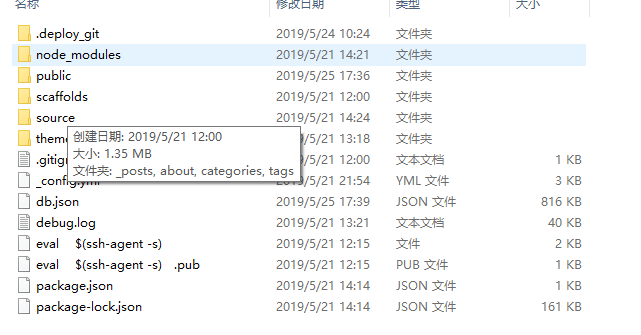 名称 修改日期 类型 大小
.deploy_git 2019/5/24 10:24 文件夹
node_modules 2019/5/21 14:21 文件夹
public 2019/5/25 17:36 文件夹
scaffolds 2019/5/21 12:00 文件夹
source 2019/5/21 14:24 文件夹
them 2019/5/21 13:18 文件夹
创建日期: 2019/5/21 12:00
大小: 1.35 MB
文件夹: _posts, about, categories, tags
.gitig 12:00 文本文档 1 KB
_config.yml 21:54 YML 文件 3 KB
db.json 2019/5/25 17:39 JSON 文件 816 KB
debug.log 2019/5/21 13:21 文本文档 40 KB
eval $(ssh-agent -s) 2019/5/21 12:15 文件 2 KB
eval $(ssh-agent -s) .pub 2019/5/21 12:15 PUB 文件 1 KB
package.json 2019/5/21 14:14 JSON 文件 1 KB
package-lock.json 2019/5/21 14:14 JSON 文件 161 KB